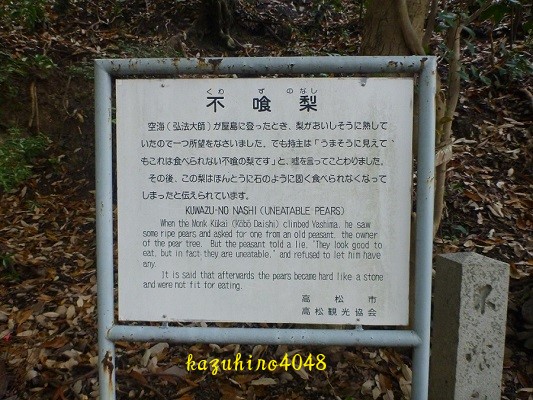 くわ ず のなし
不喰梨
空海(弘法大師)が屋島に登ったとき、梨がおいしそうに熟して
いたので一つ所望をなさいました。でも持主は「うまそうに見えて
もこれは食べられない不喰の梨です」と、嘘を言ってことわりました。
その後、この梨はほんとうに石のように固く食べられなくなって
しまったと伝えられています。
KUWAZU-NO NASHI (UNEATABLE PEARS)
When the Monk Kūkai (Kōbō Daishi) climbed Yashima, he saw
some ripe pears and asked for one from an old peasant, the owner
of the pear tree. But the peasant told a lie, "They look good to
eat, but in fact they are uneatable," and refused to let him have
any.
It is said that afterwards the pears became hard like a stone
and were not fit for eating.
高松市
高松観光協会
kazuhiro4048